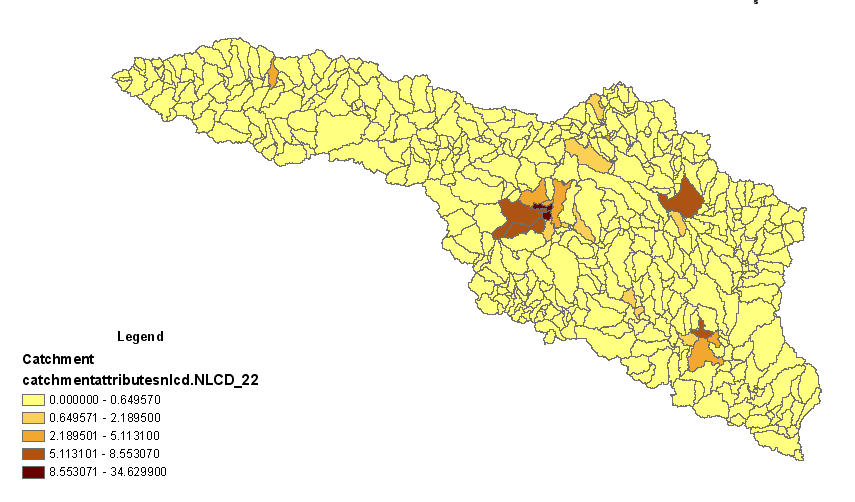 s
Legend
Catchment
catchmentattributesnlcd.NLCD_22
0.000000 - 0.649570
0.649571 - 2.189500
2.189501 - 5.113100
5.113101 - 8.553070
8.553071 - 34.629900